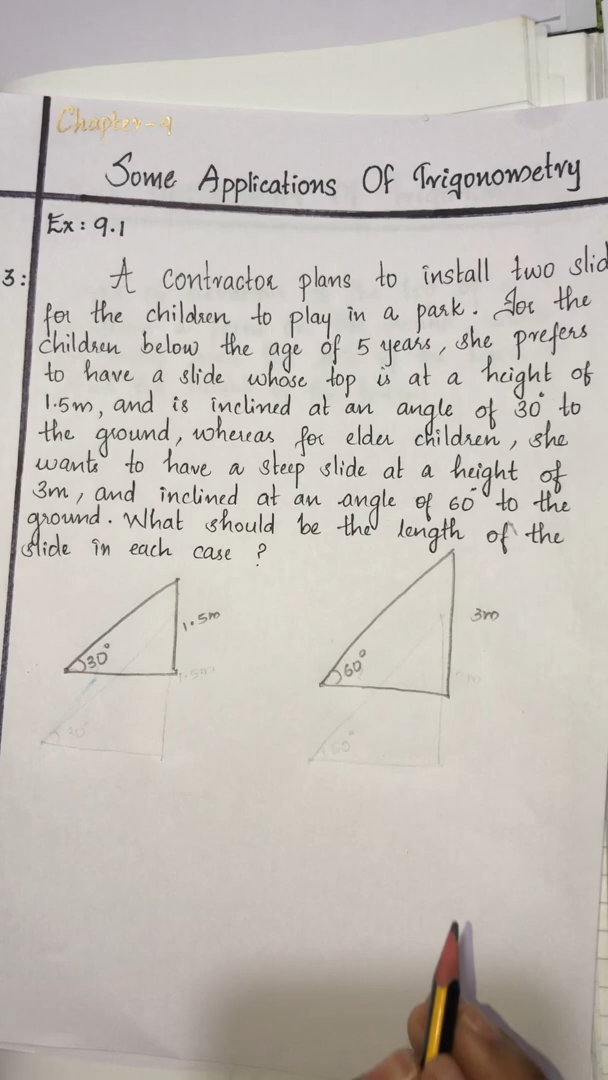 Chapter-9
Some Applications Of Trigonometry
Ex: 9.1
3: A contractor plans to install two slid
for the children to play in a park. For the
children below the age of 5 years, she prefers
to have a slide whose top is at a height of
1.5m, and is inclined at an angle of 30° to
the ground, whereas for elder children, she
wants to have a steep slide at a height of
3m, and inclined at an angle of 60° to the
ground. What should be the length of the
slide in each case ?
1.5m
30°
3m
60°
1.5m
30°
m
60°